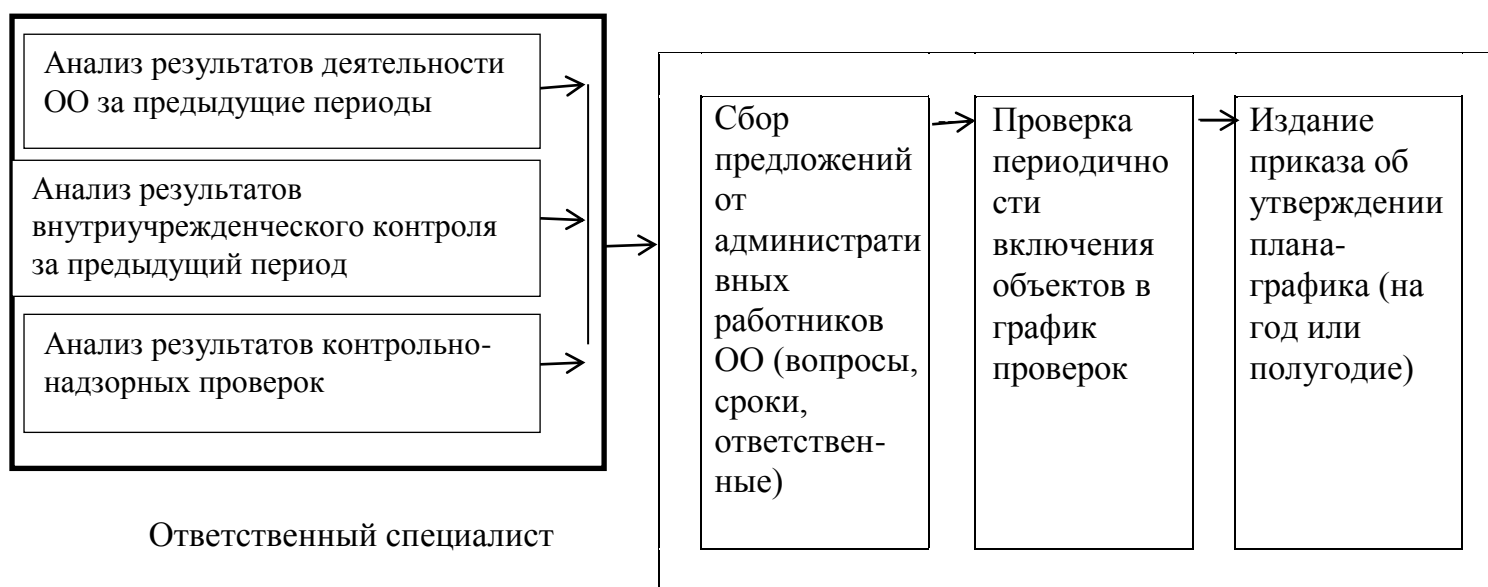 Анализ результатов деятельности
ОО за предыдущие периоды
Анализ результатов
внутриучрежденческого контроля
за предыдущий период
Анализ результатов контрольно-
надзорных проверок
Ответственный специалист
Сбор
предложений
от
административ
вных
работников
ОО (вопросы,
сроки,
ответствен-
ные)
Проверка
периодично
сти
включения
объектов в
график
проверок
Издание
приказа об
утверждении
плана-
графика (на
год или
полугодие)